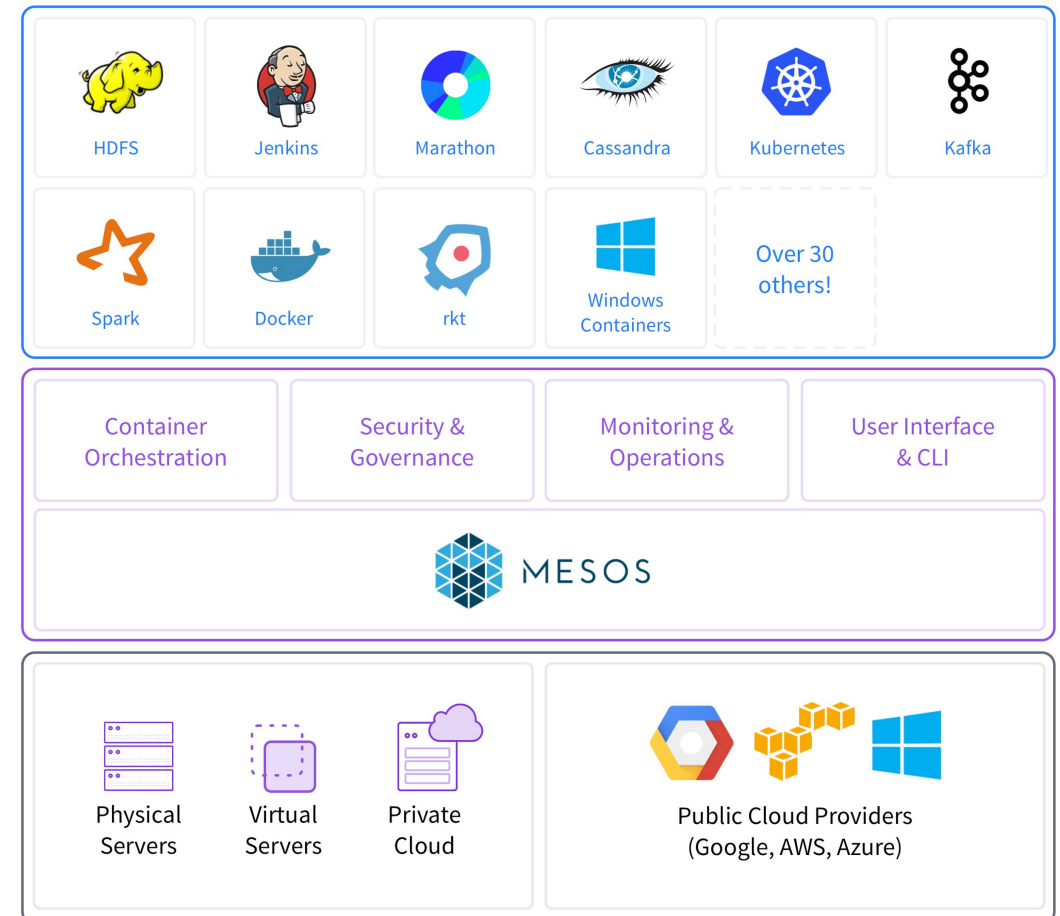 HDFS
Jenkins
Marathon
Cassandra
Kubernetes
Kafka
Spark
Docker
rkt
Windows
Containers
Over 30
others!
Container
Orchestration
Security &
Governance
Monitoring &
Operations
User Interface
& CLI
MESOS
Physical
Servers
Virtual
Servers
Private
Cloud
Public Cloud Providers
(Google, AWS, Azure)